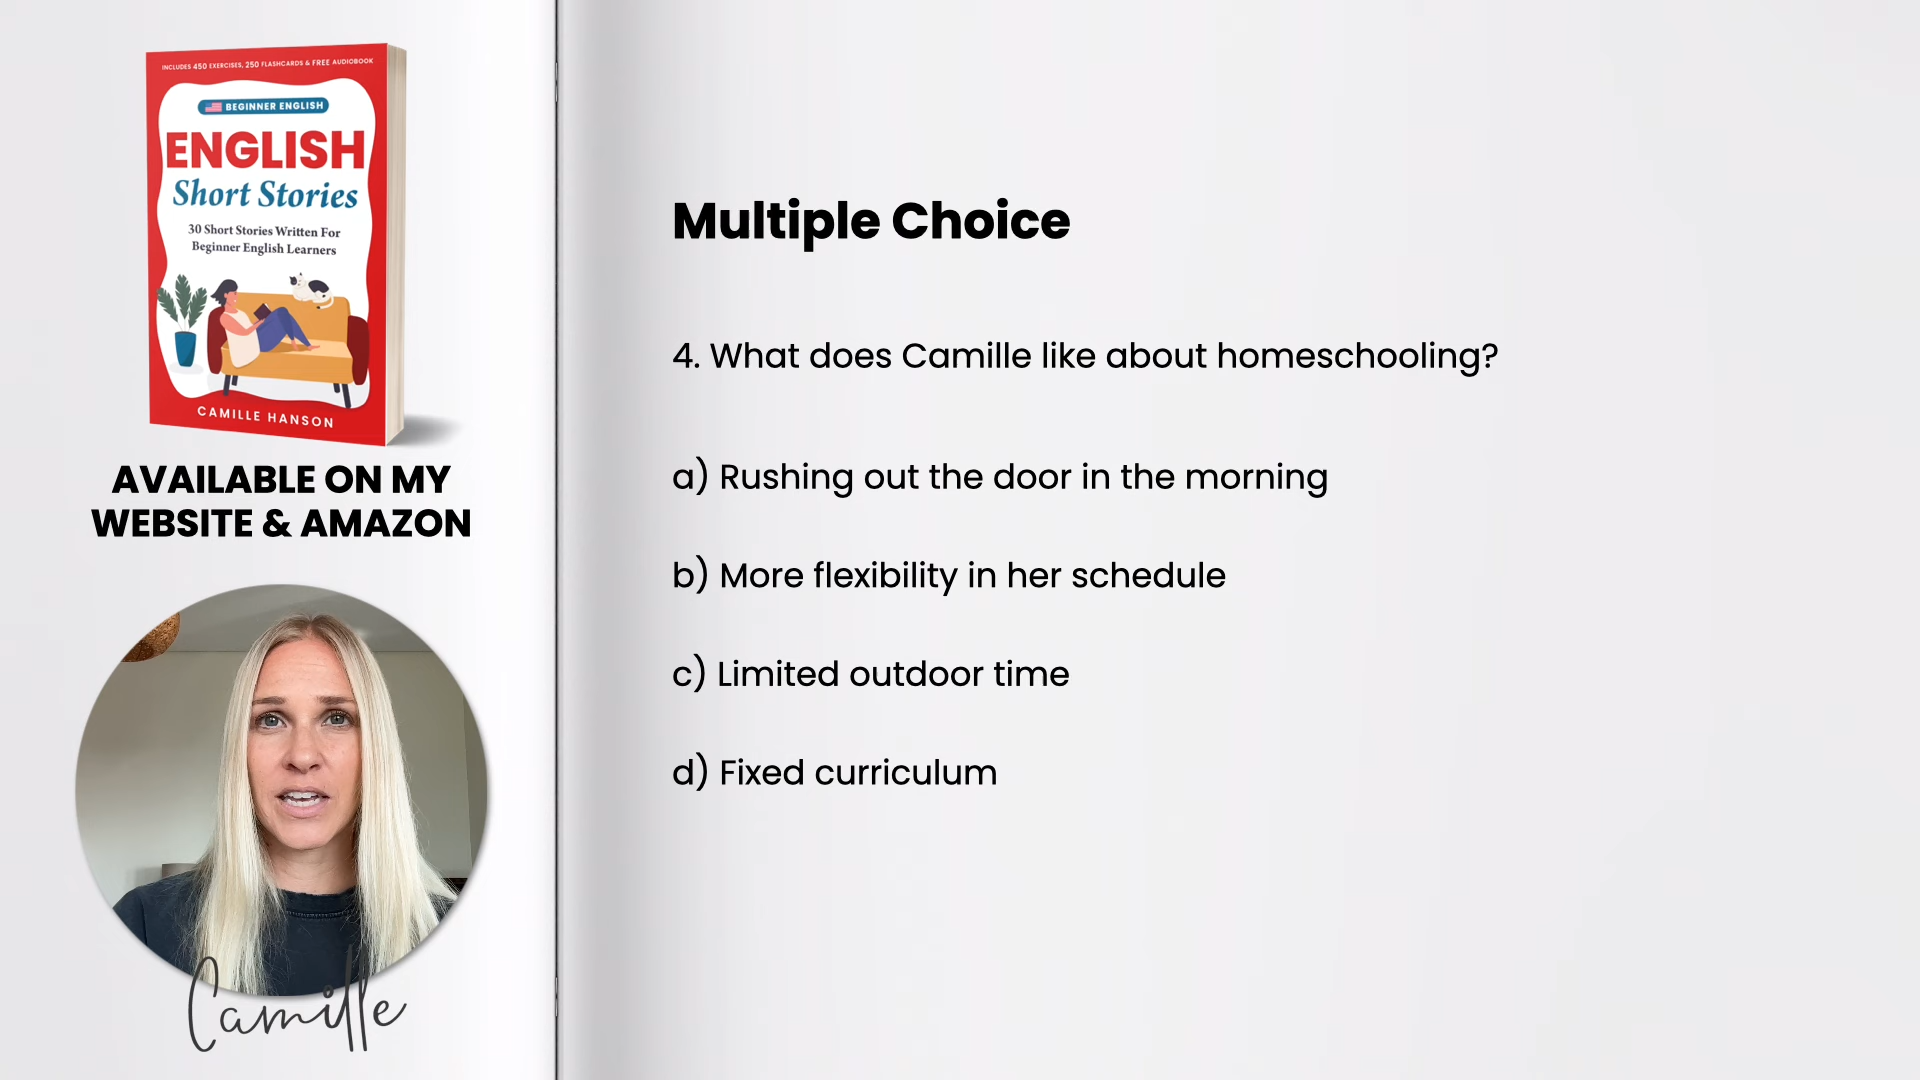 INCLUDES 450 EXERCISES, 250 FLASHCARDS & FREE AUDIOBOOK
BEGINNER ENGLISH
ENGLISH
Short Stories
30 Short Stories Written For
Beginner English Learners
CAMILLE HANSON
AVAILABLE ON MY
WEBSITE & AMAZON
Camille
Multiple Choice
4. What does Camille like about homeschooling?
a) Rushing out the door in the morning
b) More flexibility in her schedule
c) Limited outdoor time
d) Fixed curriculum